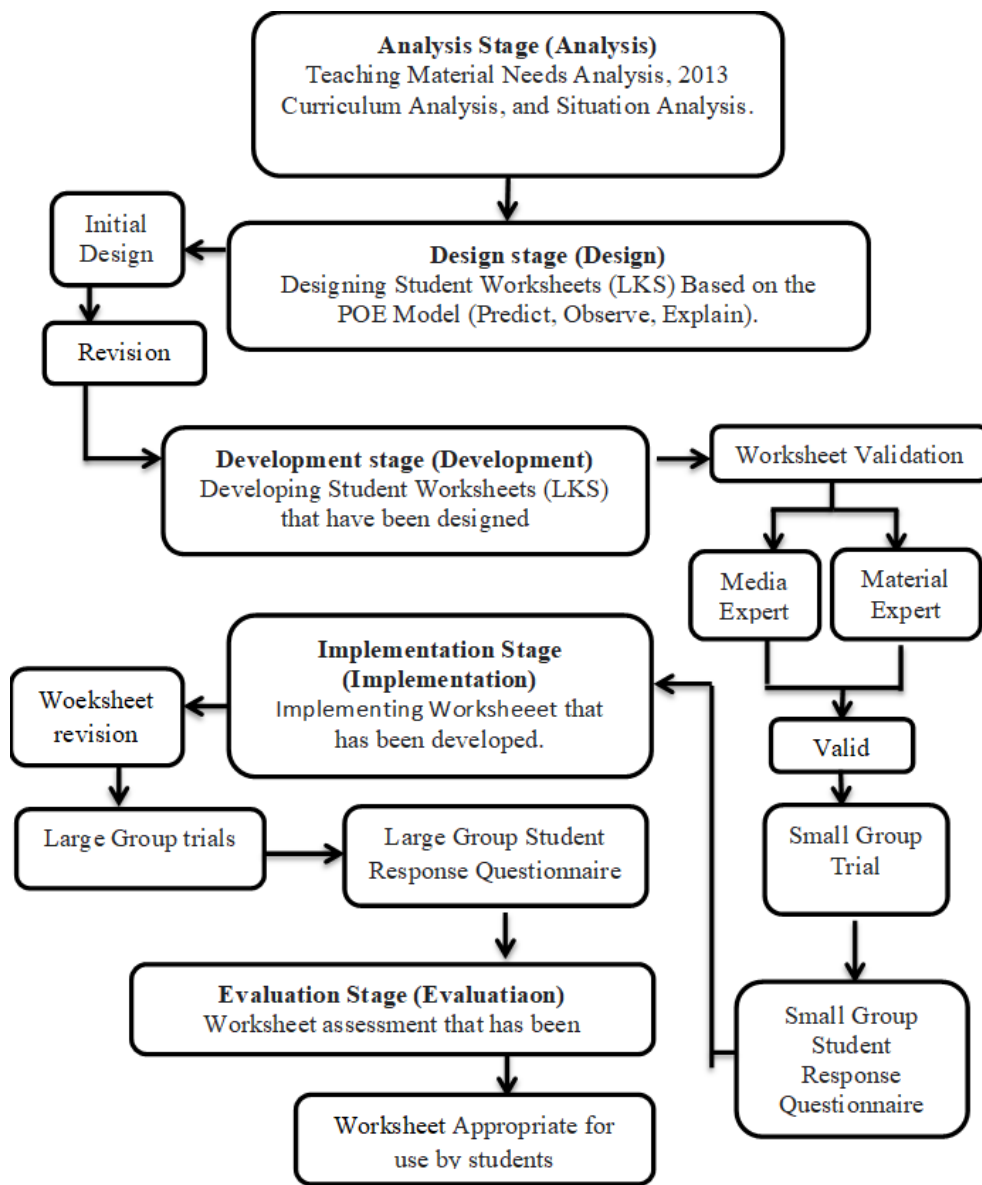 Analysis Stage (Analysis)
Teaching Material Needs Analysis, 2013
Curriculum Analysis, and Situation Analysis.
Initial
Design
Design stage (Design)
Designing Student Worksheets (LKS) Based on the
POE Model (Predict, Observe, Explain).
Revision
Development stage (Development)
Developing Student Worksheets (LKS)
that have been designed
Worksheet Validation
Media
Expert
Material
Expert
Valid
Small Group
Trial
Small Group
Student
Response
Questionnaire
Implementation Stage
(Implementation)
Implementing Worksheeet that
has been developed.
Woeksheet
revision
Large Group trials
Large Group Student
Response Questionnaire
Evaluation Stage (Evaluatiaon)
Worksheet assessment that has been
Worksheet Appropriate for
use by students